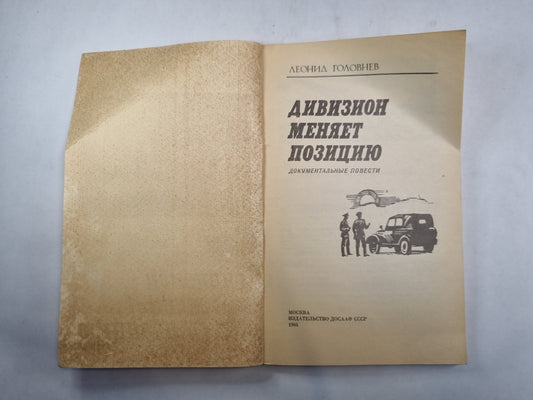 ЛЕОНИД ГОЛОВНЕВ
ДИВИЗИОН
МЕНЯЕТ
ПОЗИЦИЮ
ДОКУМЕНТАЛЬНЫЕ ПОВЕСТИ
МОСКВА
ИЗДАТЕЛЬСТВО ДОСААФ СССР